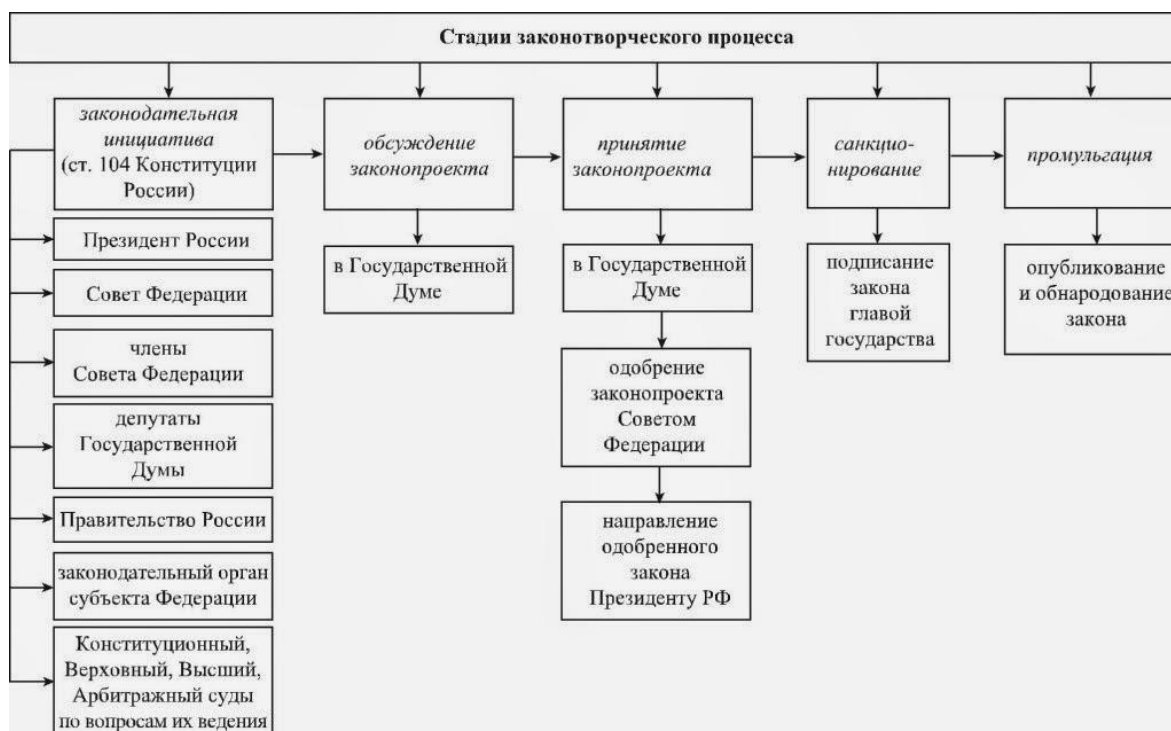 Стадии законотворческого процесса
законодательная
инициатива
(ст. 104 Конституции
России)
Президент России
Совет Федерации
члены
Совета Федерации
депутаты
Государственной
Думы
Правительство России
законодательный орган
субъекта Федерации
Конституционный,
Верховный, Высший,
Арбитражный суды
по вопросам их ведения
обсуждение
законопроекта
в Государственной
Думе
принятие
законопроекта
в Государственной
Думе
одобрение
законопроекта
Советом
Федерации
направление
одобренного
закона
Президенту РФ
санкцио-
нирование
подписание
закона
главой
государства
промульгация
опубликование
и обнародование
закона